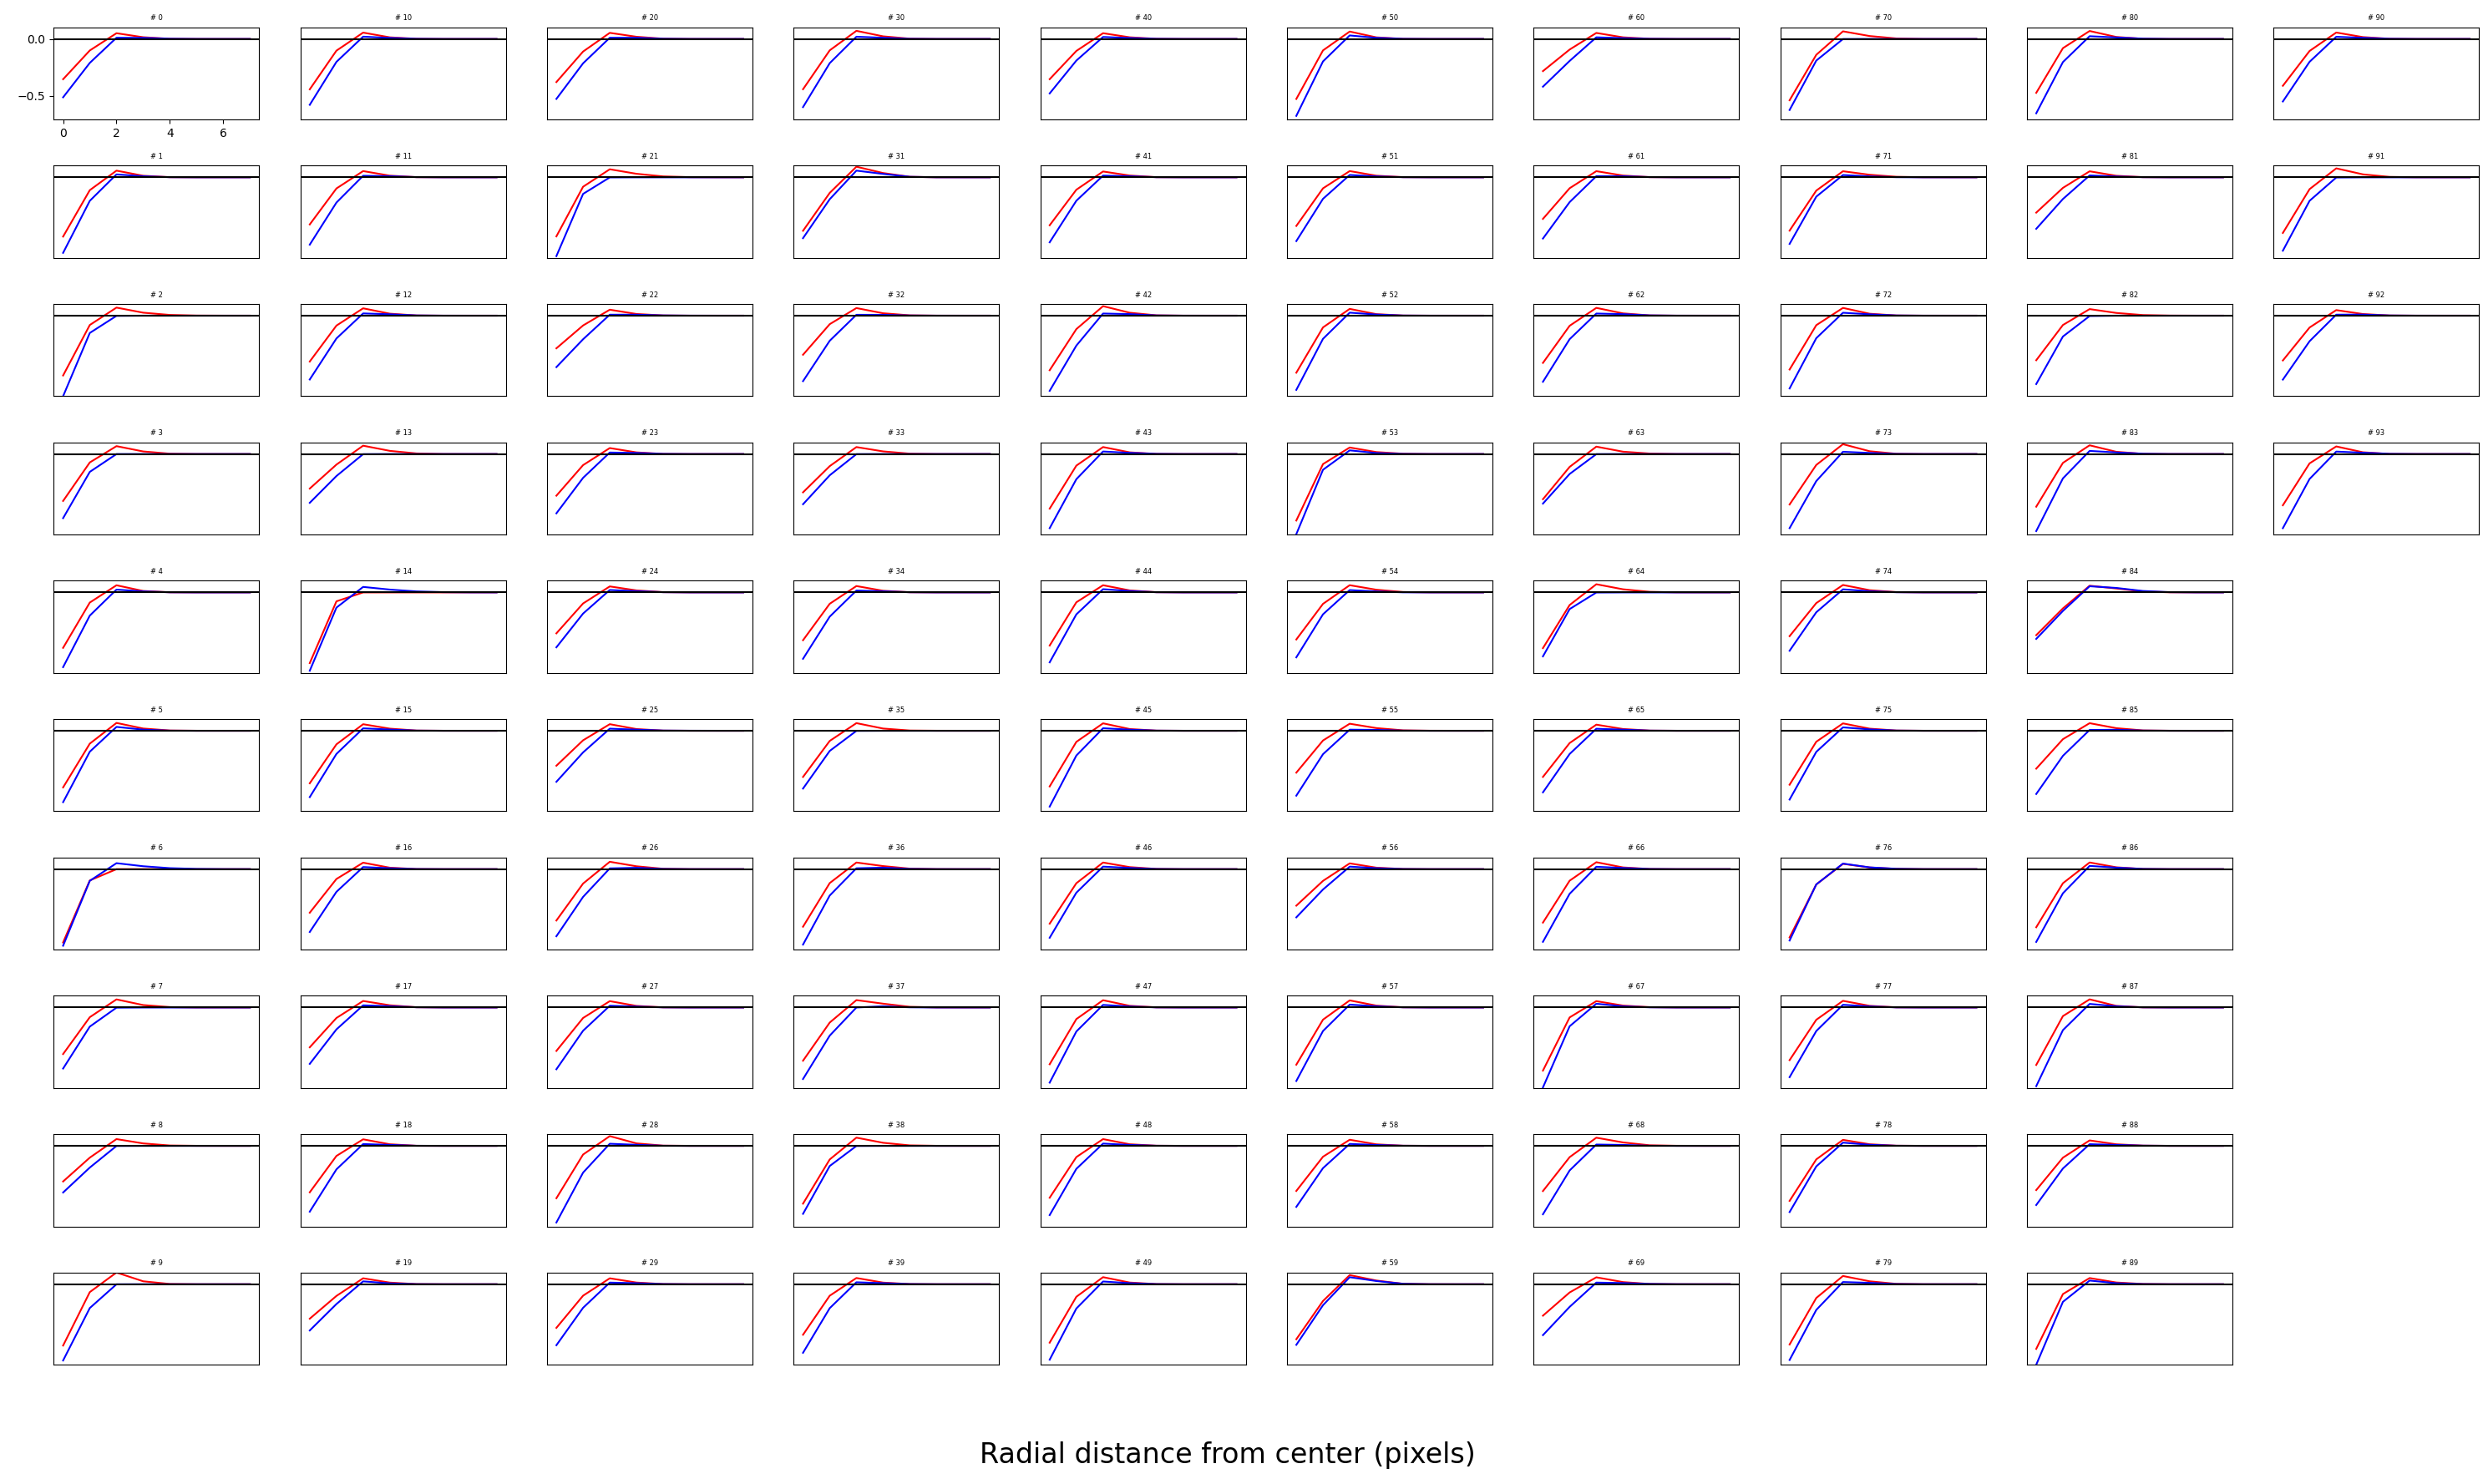 # 0 # 10 # 20 # 30 # 40 # 50 # 60 # 70 # 80 # 90
0.0
−0.5
0 2 4 6
# 1 # 11 # 21 # 31 # 41 # 51 # 61 # 71 # 81 # 91
# 2 # 12 # 22 # 32 # 42 # 52 # 62 # 72 # 82 # 92
# 3 # 13 # 23 # 33 # 43 # 53 # 63 # 73 # 83 # 93
# 4 # 14 # 24 # 34 # 44 # 54 # 64 # 74 # 84
# 5 # 15 # 25 # 35 # 45 # 55 # 65 # 75 # 85
# 6 # 16 # 26 # 36 # 46 # 56 # 66 # 76 # 86
# 7 # 17 # 27 # 37 # 47 # 57 # 67 # 77 # 87
# 8 # 18 # 28 # 38 # 48 # 58 # 68 # 78 # 88
# 9 # 19 # 29 # 39 # 49 # 59 # 69 # 79 # 89
Radial distance from center (pixels)